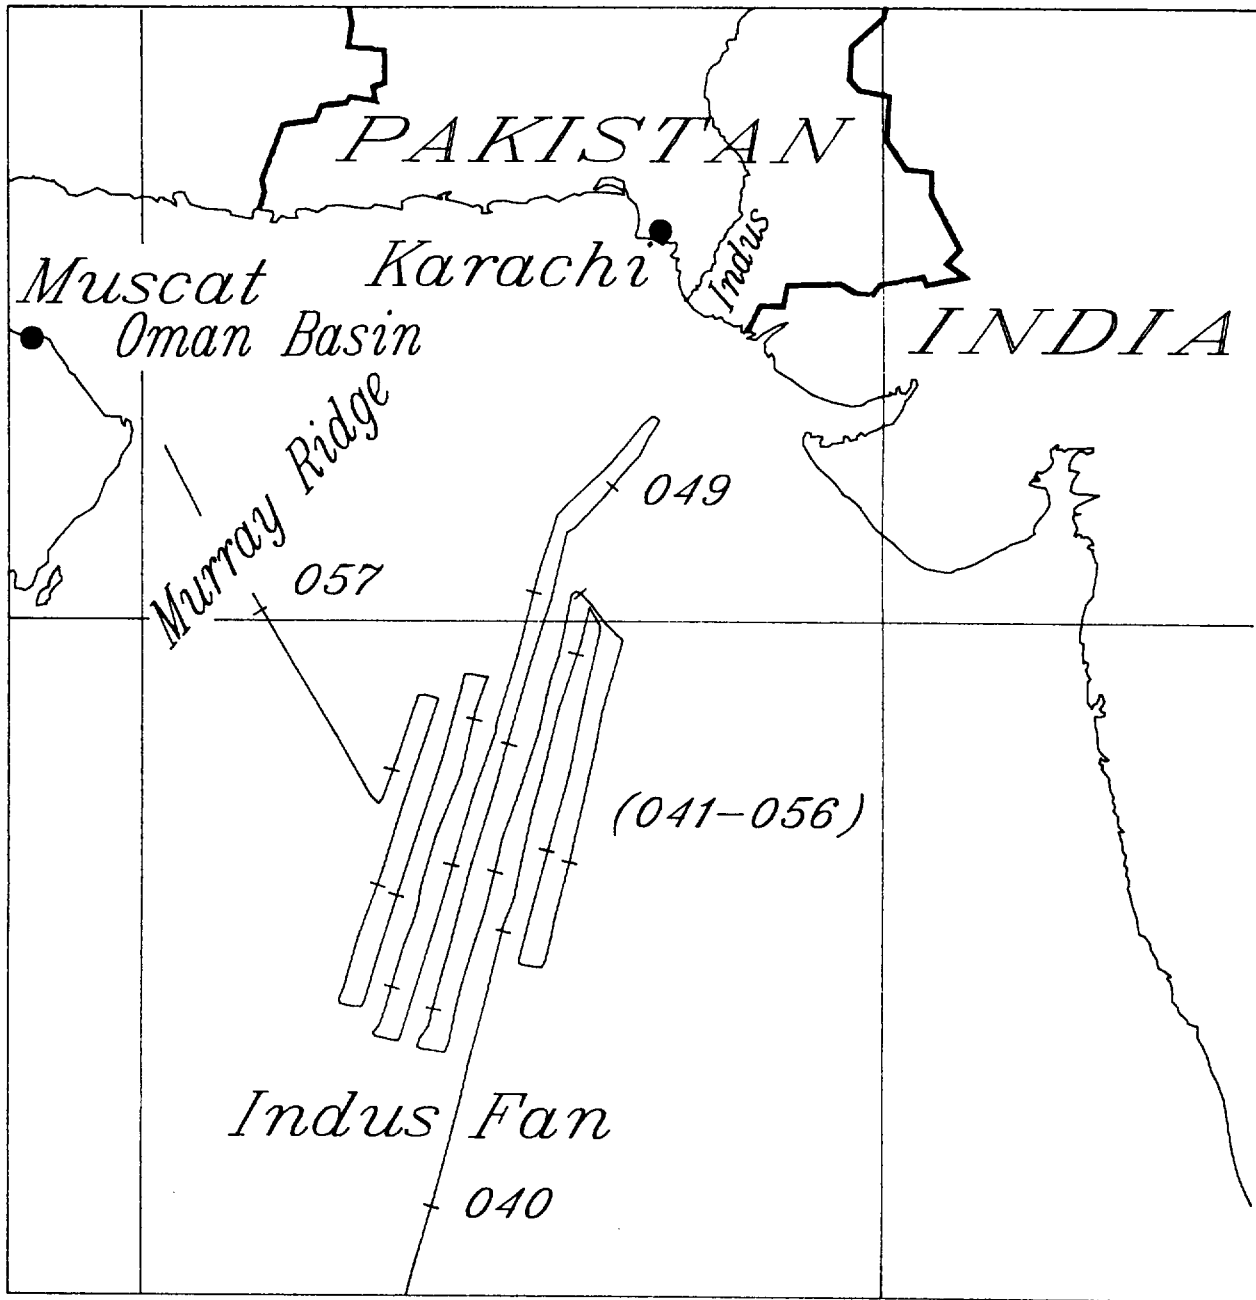 PAKISTAN
Indus
Karachi
Muscat
Oman Basin
INDIA
Murray Ridge
049
057
(041-056)
Indus Fan
040